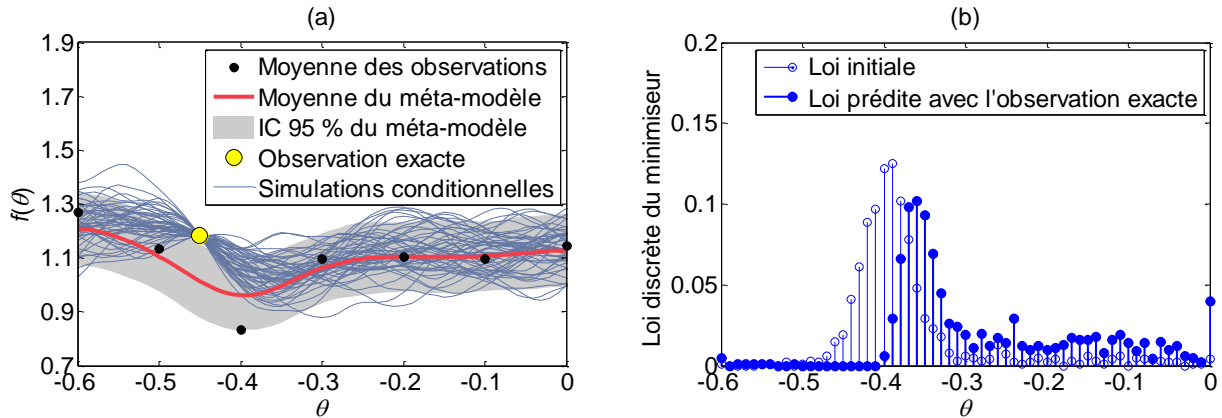 (a)
f(θ)
1.9
1.7
1.5
1.3
1.1
0.9
0.7
Moyenne des observations
Moyenne du méta-modèle
IC 95 % du méta-modèle
Observation exacte
Simulations conditionnelles
-0.6 -0.5 -0.4 -0.3 -0.2 -0.1 0
θ
(b)
Loi discrète du minimiseur
0.2
0.15
0.1
0.05
0
Loi initiale
Loi prédite avec l'observation exacte
-0.6 -0.5 -0.4 -0.3 -0.2 -0.1 0
θ